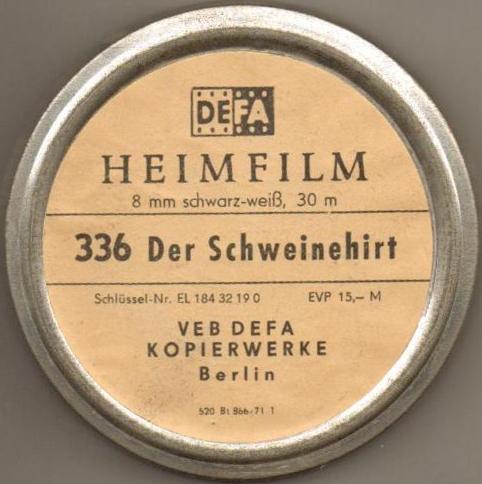 DEFA
HEIMFILM
8 mm schwarz-weiß, 30 m
336 Der Schweinehirt
Schlüssel-Nr. EL 184 32 19 0 EVP 15,– M
VEB DEFA
KOPIERWERKE
Berlin
520 Bt 866-71 1